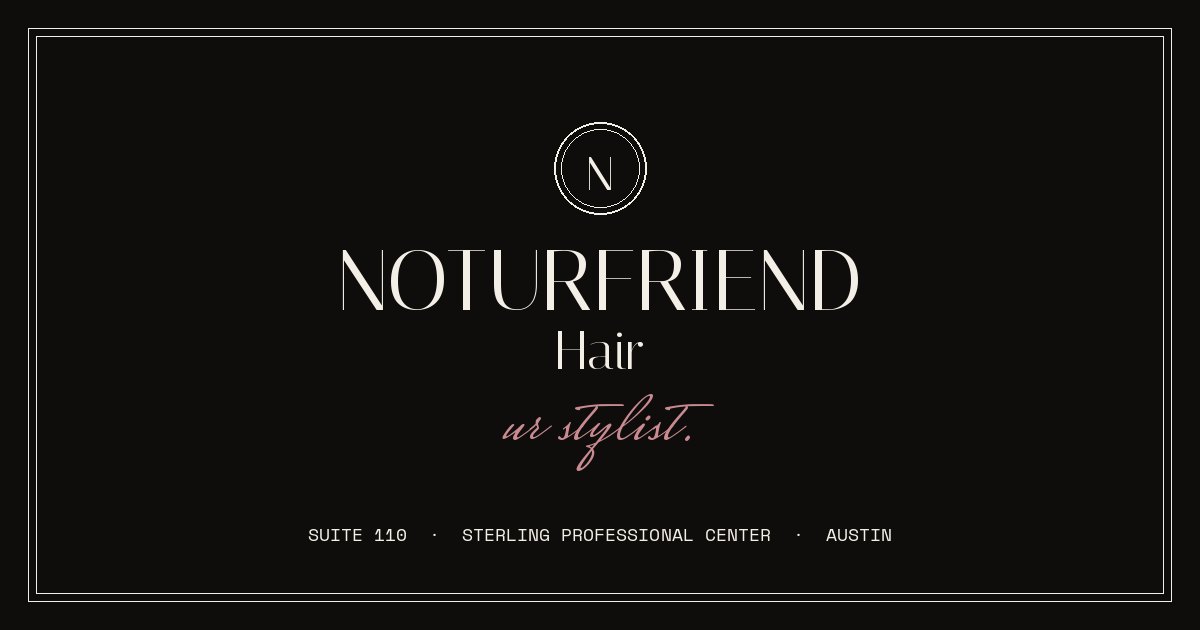 N
NOTURFRIEND
Hair
ur stylist.
SUITE 110 · STERLING PROFESSIONAL CENTER · AUSTIN